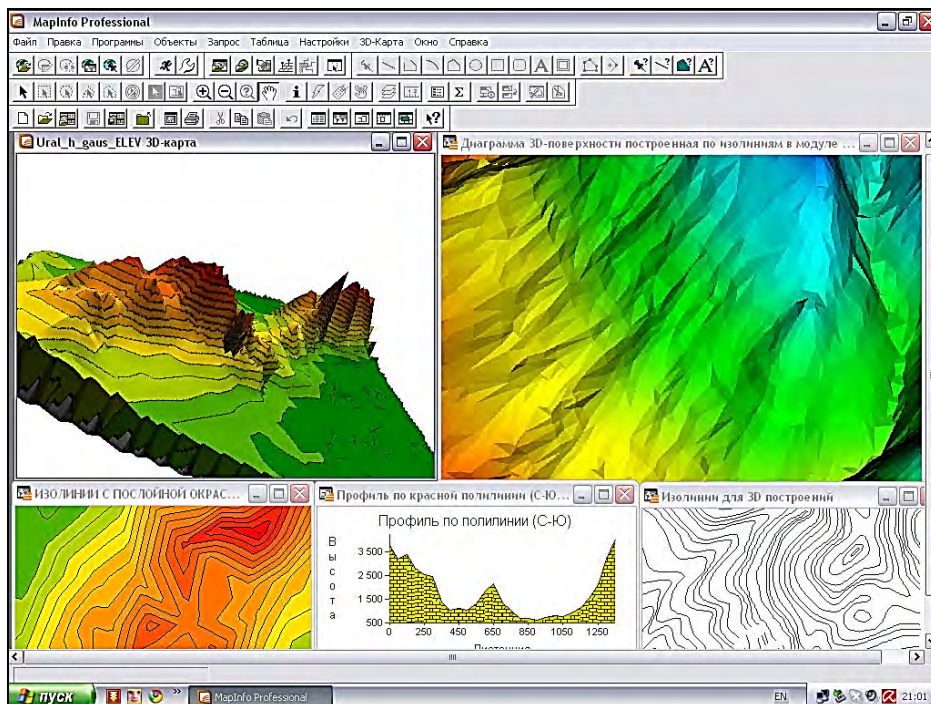 MapInfo Professional
Файл Правка Программы Объекты Запрос Таблица Настройки 3D-Карта Окно Справка
Ural_h_gaus_ELEV 3D-карта
Диаграмма 3D-поверхности построенная по изолиниям в модуле ...
ИЗОЛИНИИ С ПОСЛОЙНОЙ ОКРАС...
Профиль по красной полилинии (С-Ю...
Изолинии для 3D построений
Профиль по полилинии (С-Ю)
Высота
3 500
2 500
1 500
500
0 250 450 650 850 1050 1250
пуск
MapInfo Professional
EN
21:01